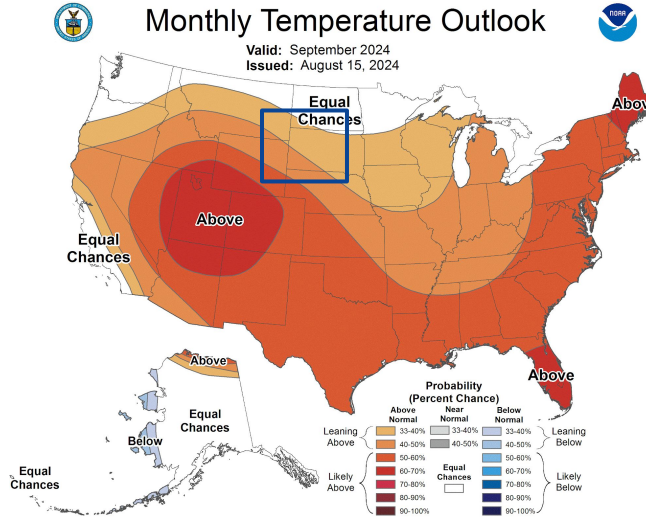 Monthly Temperature Outlook
NOAA
Valid: September 2024
Issued: August 15, 2024
Equal
Chances
Above
Above
Equal
Chances
Above
Above
Equal
Chances
Below
Equal
Chances
Probability
(Percent Chance)
Above
Normal
Near
Normal
Below
Normal
Leaning
Above
33-40%
40-50%
33-40%
40-50%
33-40%
40-50%
Leaning
Below
Likely
Above
50-60%
60-70%
70-80%
80-90%
90-100%
Equal
Chances
50-60%
60-70%
70-80%
80-90%
90-100%
Likely
Below